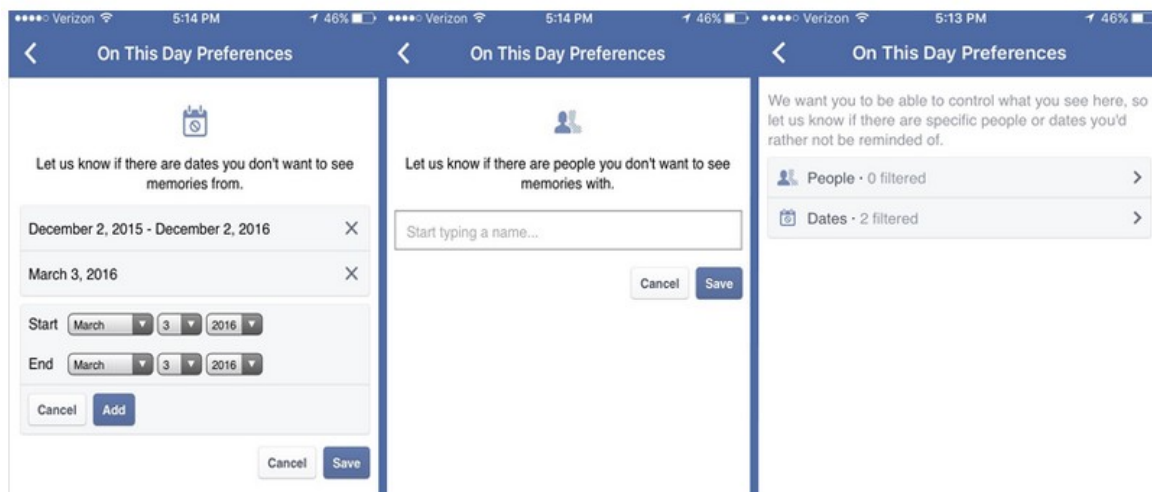 ●●●●○ Verizon 5:14 PM 46%
On This Day Preferences
Let us know if there are dates you don't want to see
memories from.
December 2, 2015 - December 2, 2016
March 3, 2016
Start March 3 2016
End March 3 2016
Cancel Add
Cancel Save
●●●●○ Verizon 5:14 PM 46%
On This Day Preferences
Let us know if there are people you don't want to see
memories with.
Start typing a name...
Cancel Save
●●●●○ Verizon 5:13 PM 46%
On This Day Preferences
We want you to be able to control what you see here, so
let us know if there are specific people or dates you'd
rather not be reminded of.
People · 0 filtered
Dates · 2 filtered